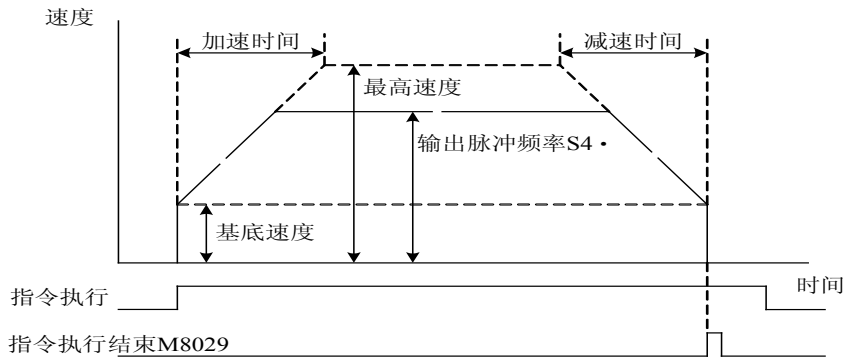 速度
加速时间
减速时间
最高速度
输出脉冲频率S4·
基底速度
时间
指令执行
指令执行结束M8029